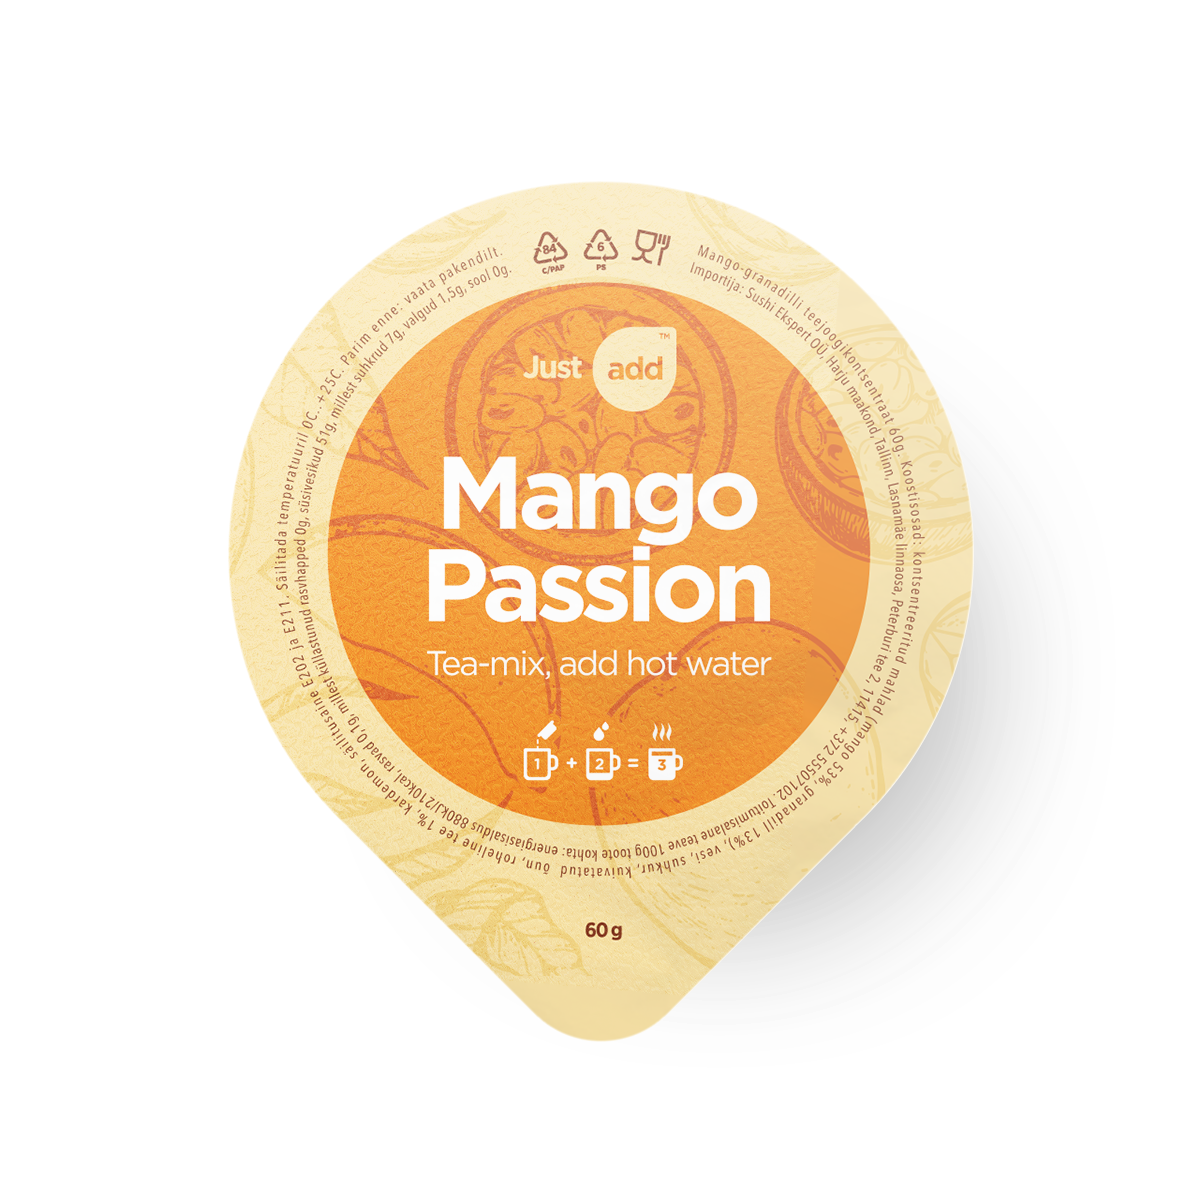 84
C/PAP
6
PS
Just add™
Mango
Passion
Tea-mix, add hot water
1 + 2 = 3
Mango-granadilli teejoogikontsentraat 60g. Koostisosad: kontsentreeritud mahlad (mango 53%, granadill 13%), vesi, suhkur, kuivatatud õun, roheline tee 1%, kardemon, säilitusaine E202 ja E211. Säilitada temperatuuril 0C...+25C. Parim enne: vaata pakendilt.
Importija: Sushi Ekspert OÜ, Harju maakond, Tallinn, Lasnamäe linnaosa, Peterburi tee 2, 11415, +372 55507102. Toitumisalane teave 100g toote kohta: energiasisaldus 880kJ/210kcal, rasvad 0,1g, millest küllastunud rasvhapped 0g, süsivesikud 51g, millest suhkrud 7g, valgud 1,5g, sool 0g.
60 g